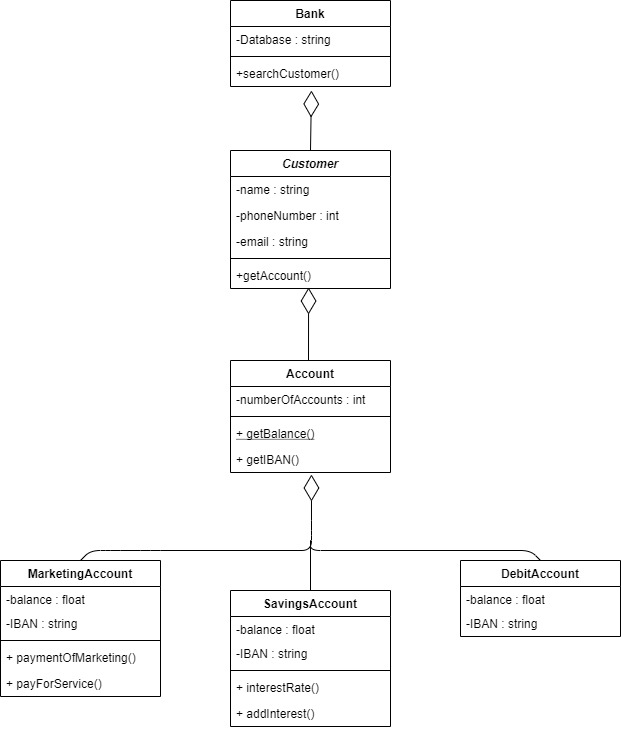 Bank
-Database : string
+searchCustomer()
Customer
-name : string
-phoneNumber : int
-email : string
+getAccount()
Account
-numberOfAccounts : int
+ getBalance()
+ getIBAN()
MarketingAccount
-balance : float
-IBAN : string
+ paymentOfMarketing()
+ payForService()
SavingsAccount
-balance : float
-IBAN : string
+ interestRate()
+ addInterest()
DebitAccount
-balance : float
-IBAN : string